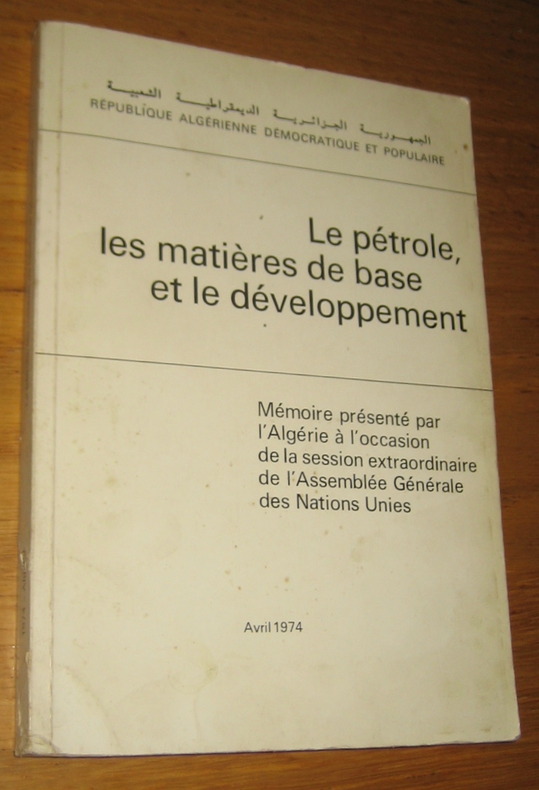 الجمهورية الجزائرية الديمقراطية الشعبية
RÉPUBLIQUE ALGÉRIENNE DÉMOCRATIQUE ET POPULAIRE
Le pétrole,
les matières de base
et le développement
Mémoire présenté par
l'Algérie à l'occasion
de la session extraordinaire
de l'Assemblée Générale
des Nations Unies
Avril 1974